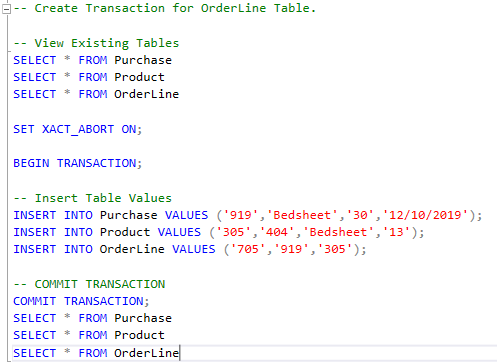 -- Create Transaction for OrderLine Table.
-- View Existing Tables
SELECT * FROM Purchase
SELECT * FROM Product
SELECT * FROM OrderLine
SET XACT_ABORT ON;
BEGIN TRANSACTION;
-- Insert Table Values
INSERT INTO Purchase VALUES ('919','Bedsheet','30','12/10/2019');
INSERT INTO Product VALUES ('305','404','Bedsheet','13');
INSERT INTO OrderLine VALUES ('705','919','305');
-- COMMIT TRANSACTION
COMMIT TRANSACTION;
SELECT * FROM Purchase
SELECT * FROM Product
SELECT * FROM OrderLine